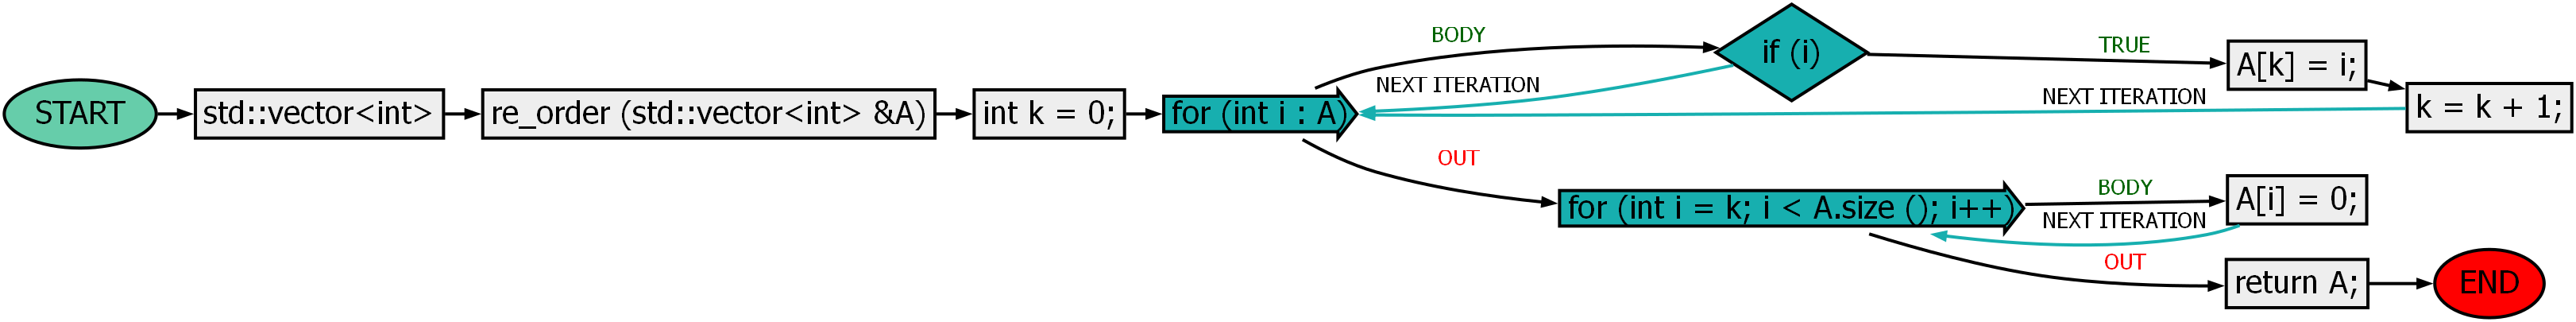 START
std::vector<int>
re_order (std::vector<int> &A)
int k = 0;
for (int i : A)
BODY
NEXT ITERATION
if (i)
TRUE
A[k] = i;
NEXT ITERATION
k = k + 1;
OUT
for (int i = k; i < A.size (); i++)
BODY
NEXT ITERATION
A[i] = 0;
OUT
return A;
END